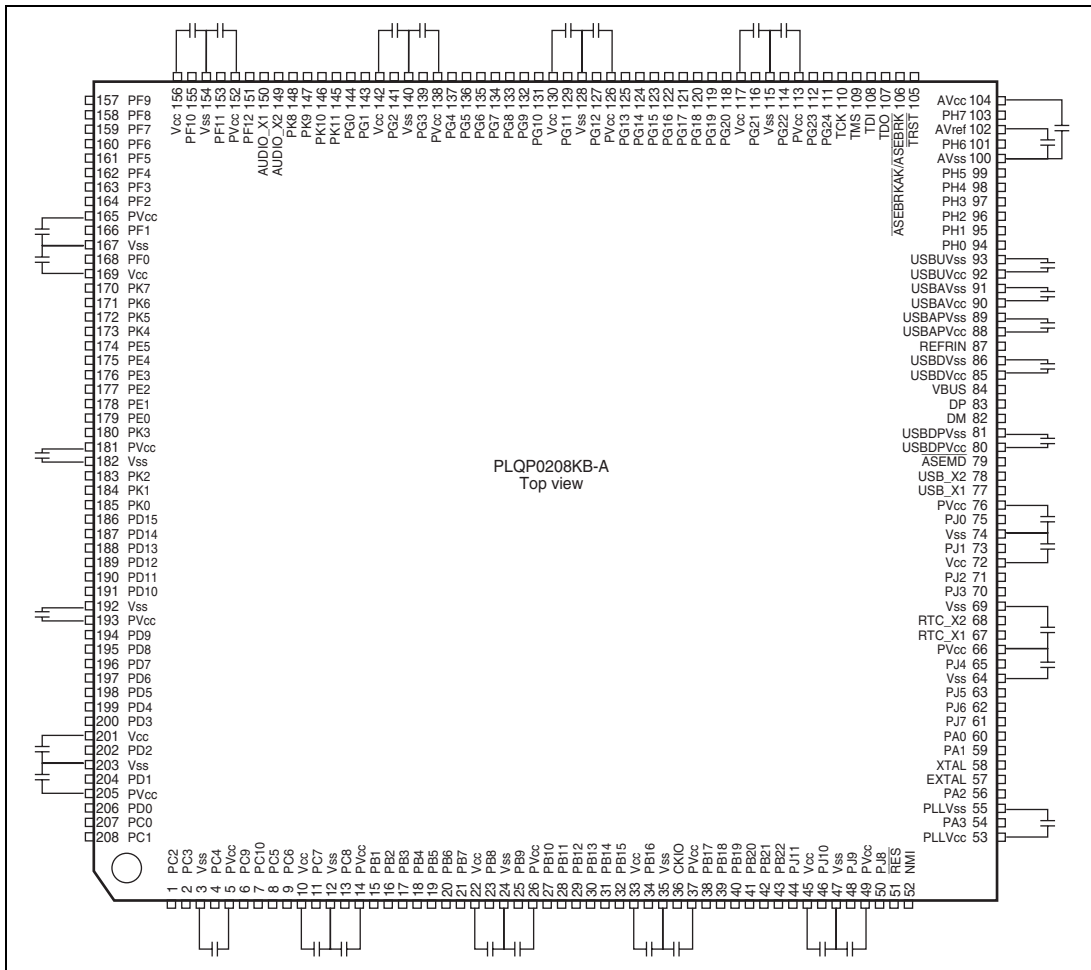 Vcc 156
PF10 155
Vss 154
PF11 153
PVcc 152
PF12 151
AUDIO_X1 150
AUDIO_X2 149
PK8 148
PK9 147
PK10 146
PK11 145
PG0 144
PG1 143
Vcc 142
PG2 141
Vss 140
PG3 139
PVcc 138
PG4 137
PG5 136
PG6 135
PG7 134
PG8 133
PG9 132
PG10 131
Vcc 130
PG11 129
Vss 128
PG12 127
PVcc 126
PG13 125
PG14 124
PG15 123
PG16 122
PG17 121
PG18 120
PG19 119
PG20 118
Vcc 117
PG21 116
Vss 115
PG22 114
PVcc 113
PG23 112
PG24 111
TCK 110
TMS 109
TDI 108
TDO 107
ASEBRKAK/ASEBRK 106
TRST 105
157 PF9
158 PF8
159 PF7
160 PF6
161 PF5
162 PF4
163 PF3
164 PF2
165 PVcc
166 PF1
167 Vss
168 PF0
169 Vcc
170 PK7
171 PK6
172 PK5
173 PK4
174 PE5
175 PE4
176 PE3
177 PE2
178 PE1
179 PE0
180 PK3
181 PVcc
182 Vss
183 PK2
184 PK1
185 PK0
186 PD15
187 PD14
188 PD13
189 PD12
190 PD11
191 PD10
192 Vss
193 PVcc
194 PD9
195 PD8
196 PD7
197 PD6
198 PD5
199 PD4
200 PD3
201 Vcc
202 PD2
203 Vss
204 PD1
205 PVcc
206 PD0
207 PC0
208 PC1
PLQP0208KB-A
Top view
AVcc 104
PH7 103
AVref 102
PH6 101
AVss 100
PH5 99
PH4 98
PH3 97
PH2 96
PH1 95
PH0 94
USBUVss 93
USBUVcc 92
USBAVss 91
USBAVcc 90
USBAPVss 89
USBAPVcc 88
REFRIN 87
USBDVss 86
USBDVcc 85
VBUS 84
DP 83
DM 82
USBDPVss 81
USBDPVcc 80
ASEMD 79
USB_X2 78
USB_X1 77
PVcc 76
PJ0 75
Vss 74
PJ1 73
Vcc 72
PJ2 71
PJ3 70
Vss 69
RTC_X2 68
RTC_X1 67
PVcc 66
PJ4 65
Vss 64
PJ5 63
PJ6 62
PJ7 61
PA0 60
PA1 59
XTAL 58
EXTAL 57
PA2 56
PLLVss 55
PA3 54
PLLVcc 53
1 PC2
2 PC3
3 Vss
4 PC4
5 PVcc
6 PC9
7 PC10
8 PC5
9 PC6
10 Vcc
11 PC7
12 Vss
13 PC8
14 PVcc
15 PB1
16 PB2
17 PB3
18 PB4
19 PB5
20 PB6
21 PB7
22 Vcc
23 PB8
24 Vss
25 PB9
26 PVcc
27 PB10
28 PB11
29 PB12
30 PB13
31 PB14
32 PB15
33 Vcc
34 PB16
35 Vss
36 CKIO
37 PVcc
38 PB17
39 PB18
40 PB19
41 PB20
42 PB21
43 PB22
44 PJ11
45 Vcc
46 PJ10
47 Vss
48 PJ9
49 PVcc
50 PJ8
51 RES
52 NMI